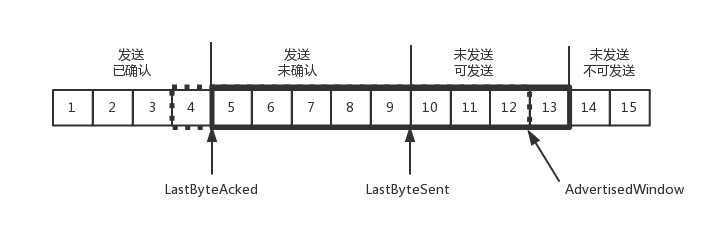 发送
已确认
发送
未确认
未发送
可发送
未发送
不可发送
1 2 3 4 5 6 7 8 9 10 11 12 13 14 15
LastByteAcked
LastByteSent
AdvertisedWindow